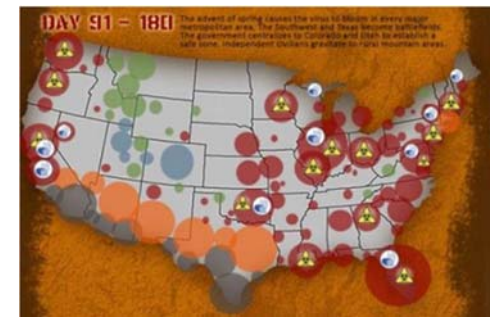 DAY 91 - 180
The advent of spring causes the virus to bloom in every major
metropolitan area. The Southwest and Texas become battlefields.
The government centralizes to Colorado and Utah to establish a
safe zone. Independent civilians gravitate to rural mountain areas.